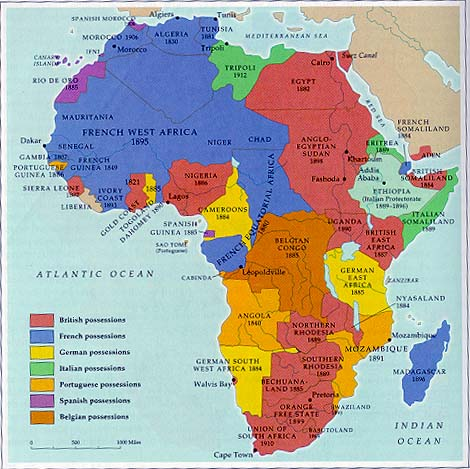 SPANISH MOROCCO
Algiers
Tunis
MOROCCO 1906
ALGERIA
1830
TUNISIA
1881
MEDITERRANEAN SEA
CANARY
ISLANDS
IFNI
Morocco
Tripoli
TRIPOLI
1912
Cairo
Suez Canal
RIO DE ORO
1885
EGYPT
1882
RED SEA
MAURITANIA
FRENCH WEST AFRICA
1895
NIGER
CHAD
ANGLO-
EGYPTIAN
SUDAN
1898
Khartoum
ERITREA
1889
FRENCH
SOMALILAND
1884
ADEN
Dakar
SENEGAL
GAMBIA 1887
PORTUGUESE
GUINEA 1886
FRENCH GUINEA 1849
SIERRA LEONE
LIBERIA
IVORY
COAST
1891
1821
1885
GOLD COAST
TOGOLAND
DAHOMEY
NIGERIA
1886
Lagos
CAMEROONS
1884
FRENCH EQUATORIAL AFRICA
Fashoda
Addis
Ababa
ETHIOPIA
(Italian Protectorate
1889-1896)
BRITISH
SOMALILAND
1884
ITALIAN
SOMALILAND
1889
SPANISH
GUINEA 1885
SAO TOME
(Portuguese)
UGANDA
1890
BRITISH
EAST
AFRICA
1887
BELGIAN
CONGO
1885
ATLANTIC OCEAN
CABINDA
Léopoldville
GERMAN
EAST
AFRICA
1885
ZANZIBAR
NYASALAND
1884
ANGOLA
1840
NORTHERN
RHODESIA
1889
Mozambique
MOZAMBIQUE
1891
MADAGASCAR
1896
GERMAN SOUTH
WEST AFRICA 1884
SOUTHERN
RHODESIA
1889
Walvis Bay
BECHUANA-
LAND 1885
Pretoria
ORANGE
FREE STATE
1899
SWAZILAND
BASUTOLAND
UNION OF
SOUTH AFRICA
1910
Cape Town
INDIAN
OCEAN
British possessions
French possessions
German possessions
Italian possessions
Portuguese possessions
Spanish possessions
Belgian possessions
0 500 1000 Miles